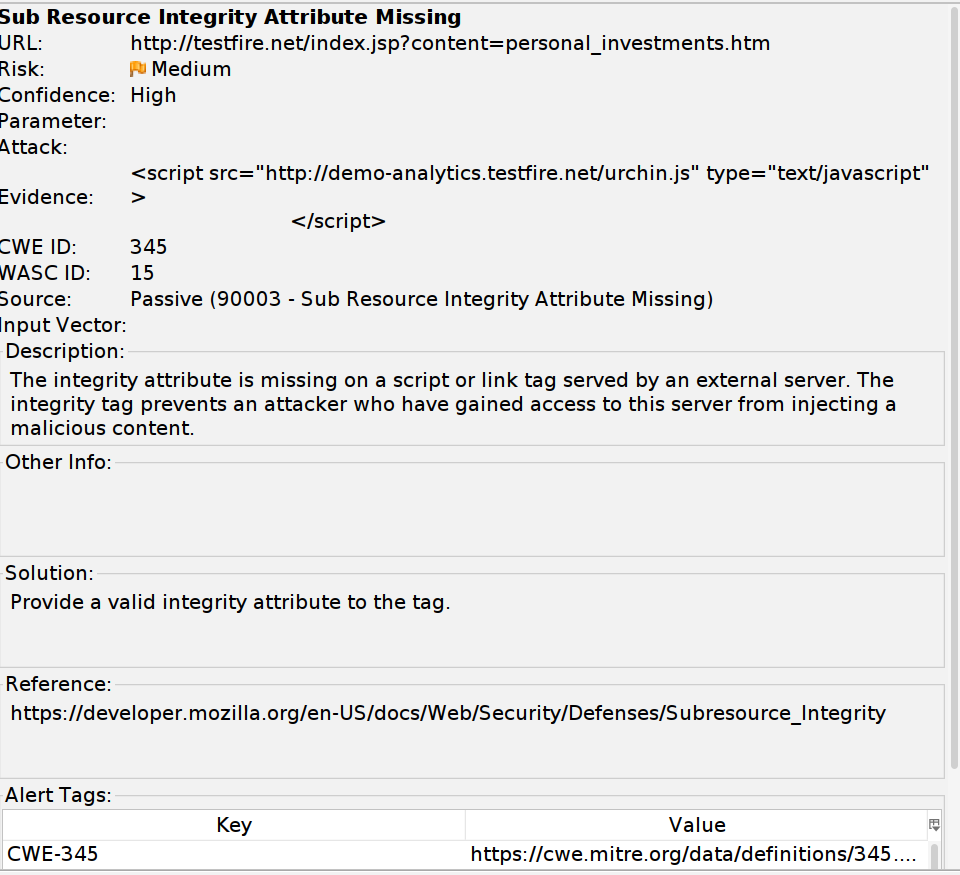 Sub Resource Integrity Attribute Missing
URL: http://testfire.net/index.jsp?content=personal_investments.htm
Risk: Medium
Confidence: High
Parameter:
Attack:
<script src="http://demo-analytics.testfire.net/urchin.js" type="text/javascript"
Evidence: >
</script>
CWE ID: 345
WASC ID: 15
Source: Passive (90003 - Sub Resource Integrity Attribute Missing)
Input Vector:
Description:
The integrity attribute is missing on a script or link tag served by an external server. The
integrity tag prevents an attacker who have gained access to this server from injecting a
malicious content.
Other Info:
Solution:
Provide a valid integrity attribute to the tag.
Reference:
https://developer.mozilla.org/en-US/docs/Web/Security/Defenses/Subresource_Integrity
Alert Tags:
Key Value
CWE-345 https://cwe.mitre.org/data/definitions/345....